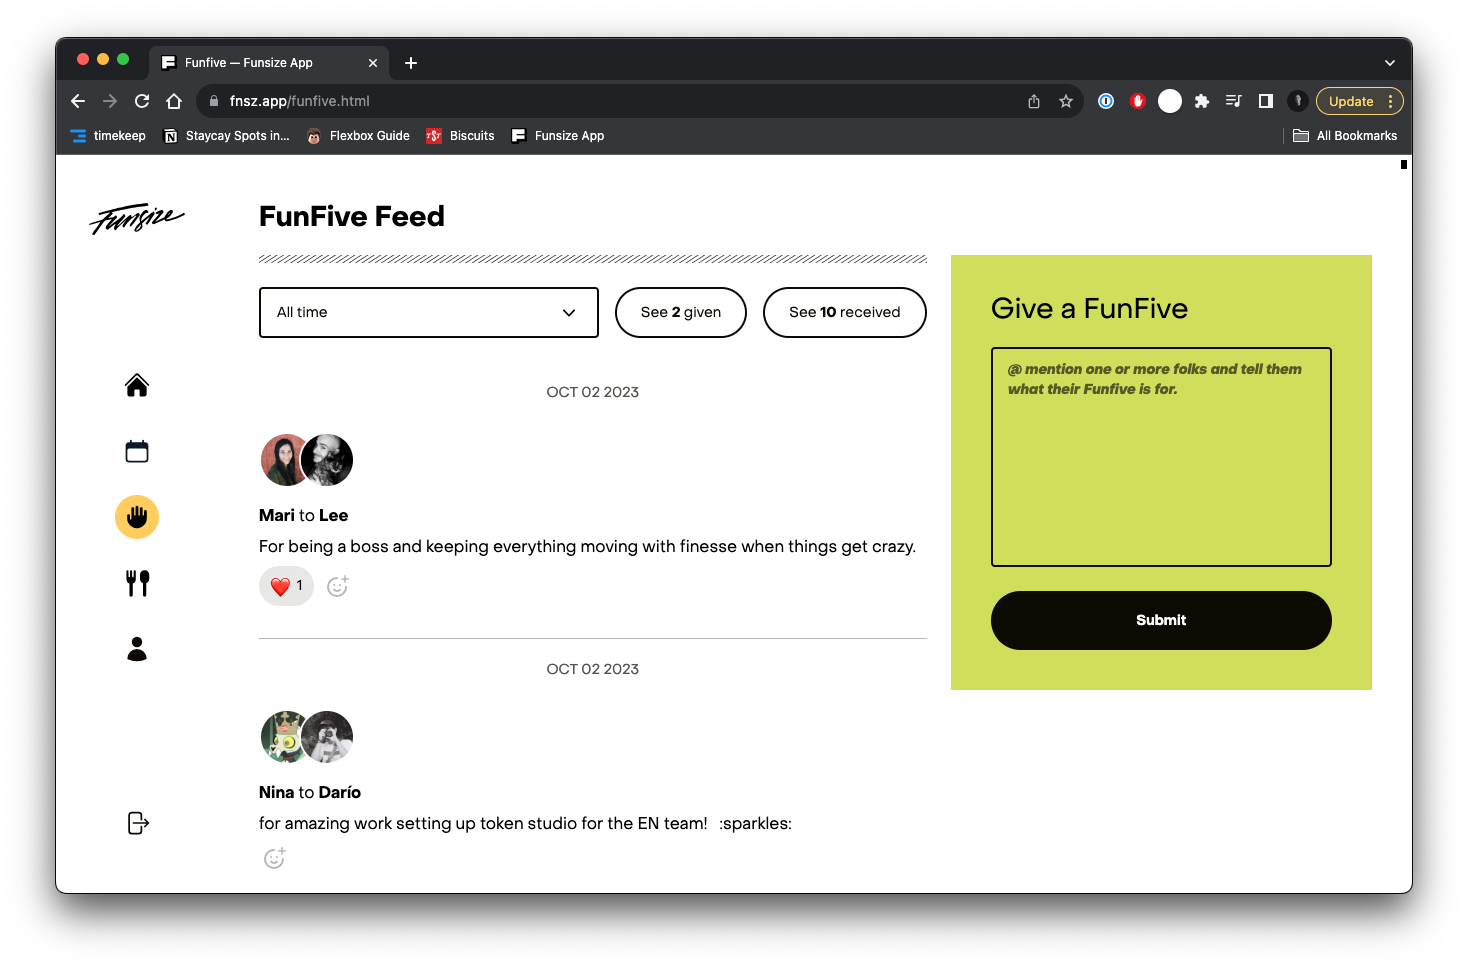 Funfive — Funsize App
fnsz.app/funfive.html
Update
timekeep
Staycay Spots in...
Flexbox Guide
Biscuits
Funsize App
All Bookmarks
Funsize
FunFive Feed
All time
See 2 given
See 10 received
OCT 02 2023
Mari to Lee
For being a boss and keeping everything moving with finesse when things get crazy.
1
OCT 02 2023
Nina to Darío
for amazing work setting up token studio for the EN team! :sparkles:
Give a FunFive
@ mention one or more folks and tell them
what their Funfive is for.
Submit